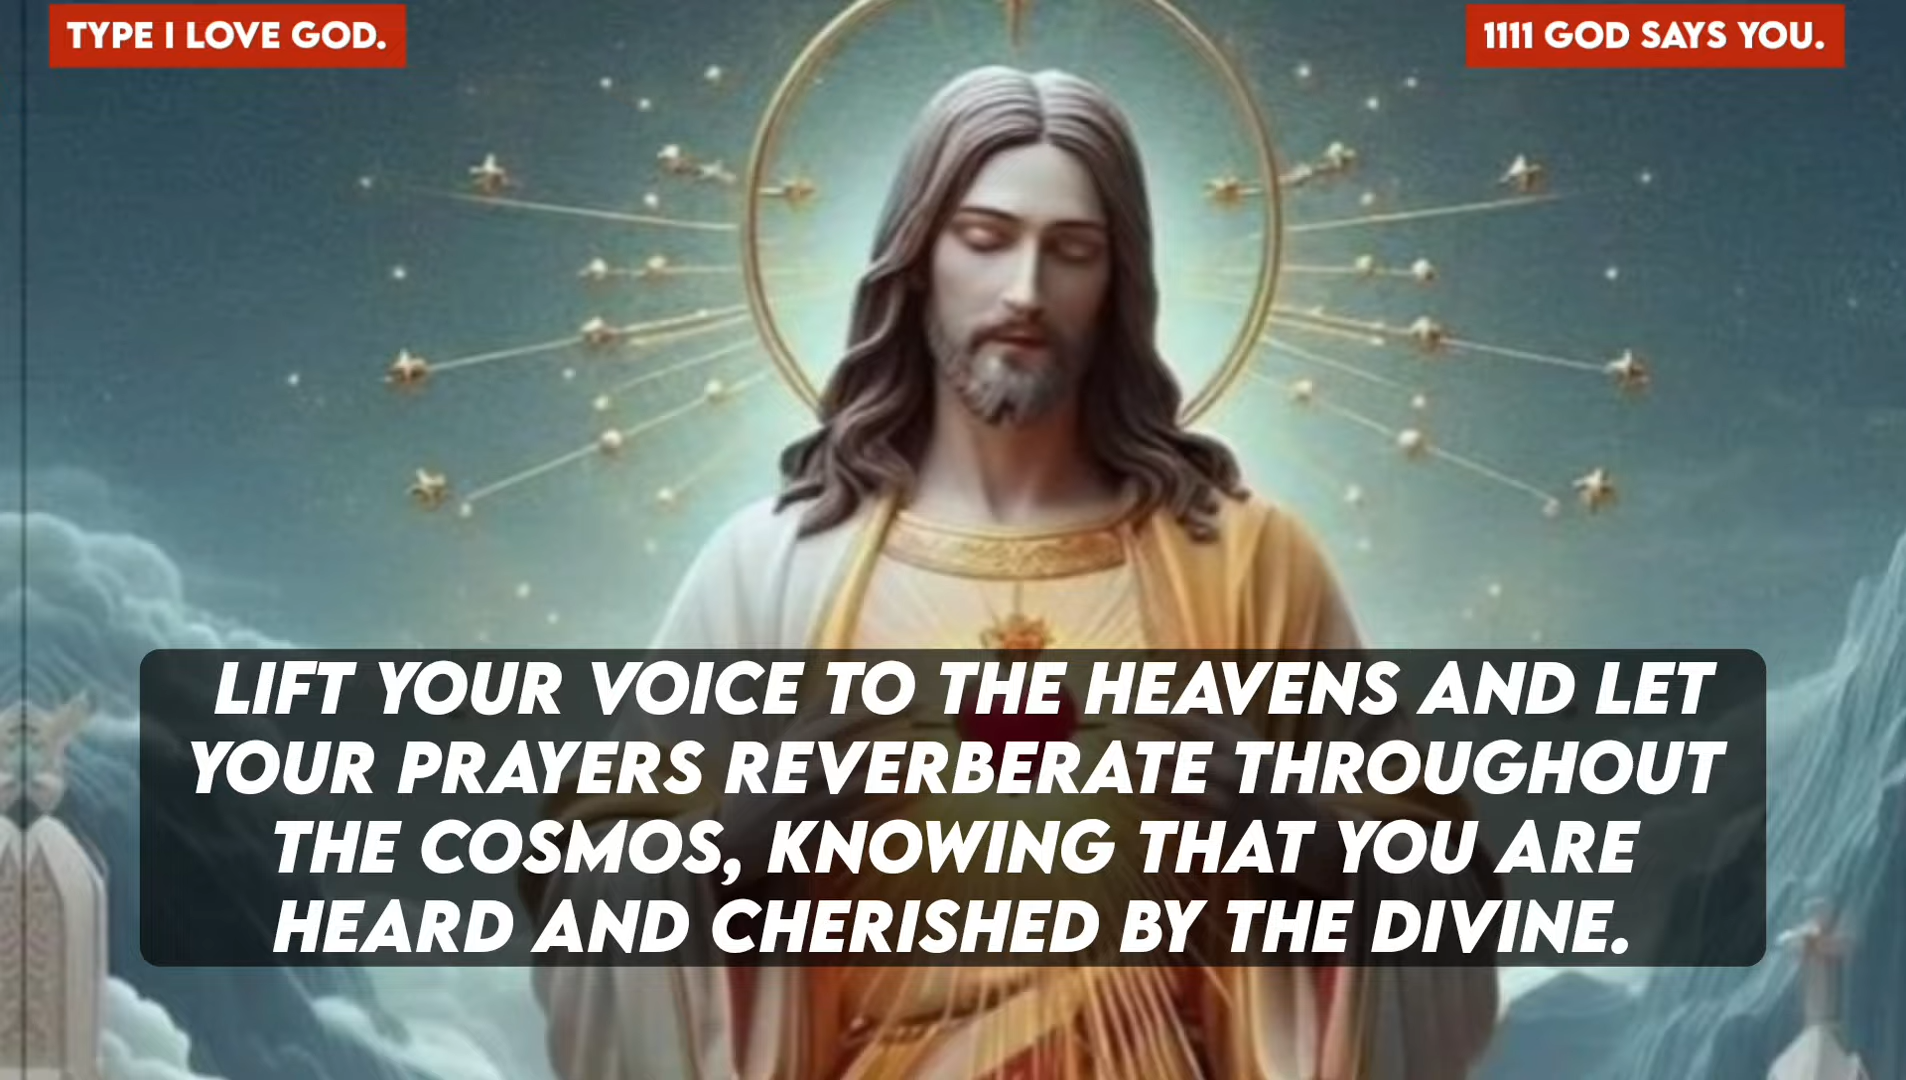 TYPE I LOVE GOD.
1111 GOD SAYS YOU.
LIFT YOUR VOICE TO THE HEAVENS AND LET
YOUR PRAYERS REVERBERATE THROUGHOUT
THE COSMOS, KNOWING THAT YOU ARE
HEARD AND CHERISHED BY THE DIVINE.